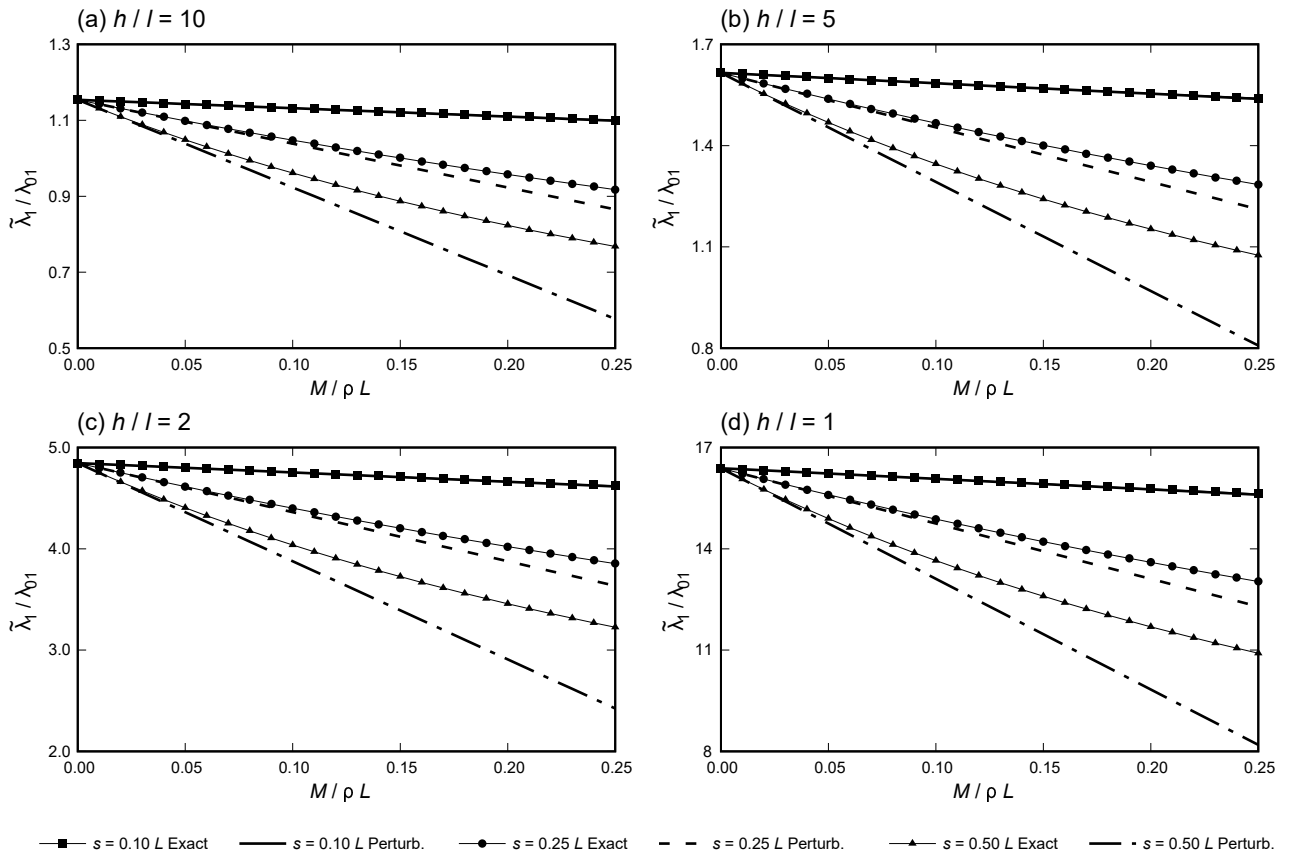 (a) h / l = 10
1.3
1.1
0.9
0.7
0.5
λ̃₁ / λ₀₁
0.00 0.05 0.10 0.15 0.20 0.25
M / ρ L
(b) h / l = 5
1.7
1.4
1.1
0.8
λ̃₁ / λ₀₁
0.00 0.05 0.10 0.15 0.20 0.25
M / ρ L
(c) h / l = 2
5.0
4.0
3.0
2.0
λ̃₁ / λ₀₁
0.00 0.05 0.10 0.15 0.20 0.25
M / ρ L
(d) h / l = 1
17
14
11
8
λ̃₁ / λ₀₁
0.00 0.05 0.10 0.15 0.20 0.25
M / ρ L
s = 0.10 L Exact s = 0.10 L Perturb. s = 0.25 L Exact s = 0.25 L Perturb. s = 0.50 L Exact s = 0.50 L Perturb.